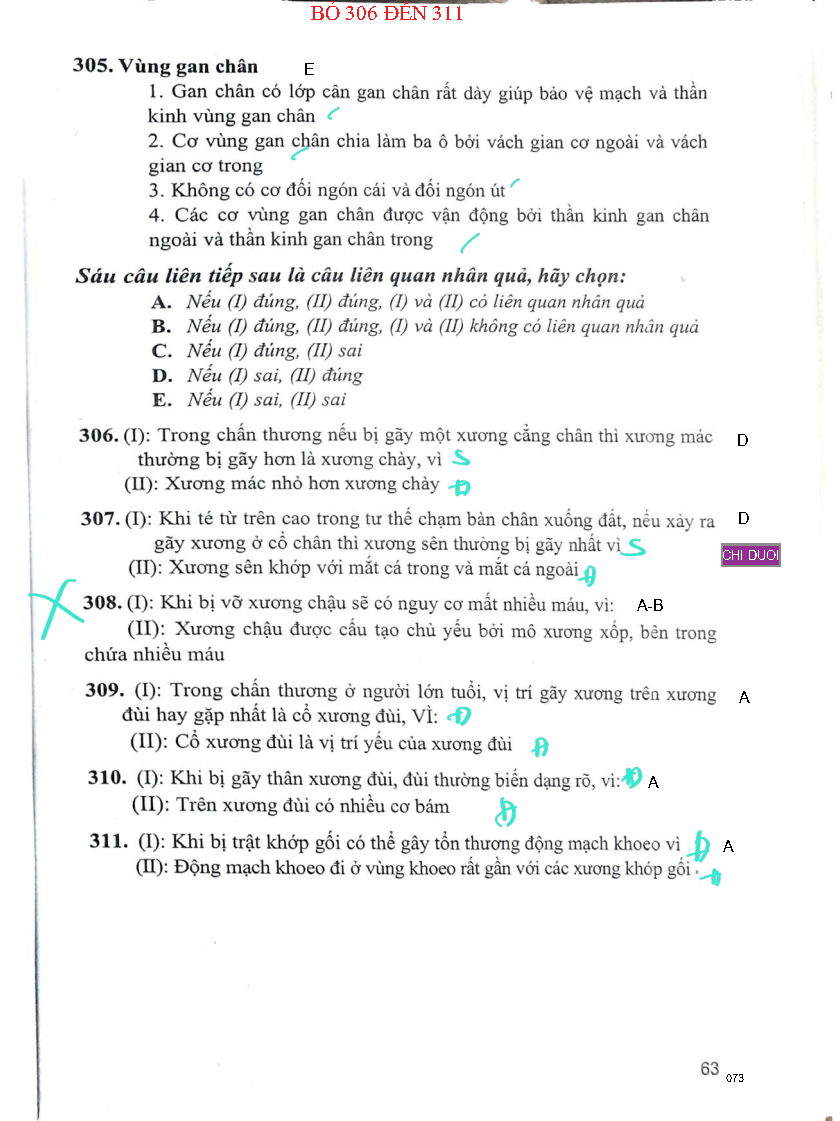 BỎ 306 ĐẾN 311
305. Vùng gan chân E
1. Gan chân có lớp cân gan chân rất dày giúp bảo vệ mạch và thần
kinh vùng gan chân
2. Cơ vùng gan chân chia làm ba ô bởi vách gian cơ ngoài và vách
gian cơ trong
3. Không có cơ đối ngón cái và đối ngón út
4. Các cơ vùng gan chân được vận động bởi thần kinh gan chân
ngoài và thần kinh gan chân trong
Sáu câu liên tiếp sau là câu liên quan nhân quả, hãy chọn:
A. Nếu (I) đúng, (II) đúng, (I) và (II) có liên quan nhân quả
B. Nếu (I) đúng, (II) đúng, (I) và (II) không có liên quan nhân quả
C. Nếu (I) đúng, (II) sai
D. Nếu (I) sai, (II) đúng
E. Nếu (I) sai, (II) sai
306. (I): Trong chấn thương nếu bị gãy một xương cẳng chân thì xương mác D
thường bị gãy hơn là xương chày, vì S
(II): Xương mác nhỏ hơn xương chày Đ
307. (I): Khi té từ trên cao trong tư thế chạm bàn chân xuống đất, nếu xảy ra D
gãy xương ở cổ chân thì xương sên thường bị gãy nhất vì S
CHI DUOI
(II): Xương sên khớp với mắt cá trong và mắt cá ngoài Đ
308. (I): Khi bị vỡ xương chậu sẽ có nguy cơ mất nhiều máu, vì: A-B
(II): Xương chậu được cấu tạo chủ yếu bởi mô xương xốp, bên trong
chứa nhiều máu
309. (I): Trong chấn thương ở người lớn tuổi, vị trí gãy xương trên xương A
đùi hay gặp nhất là cổ xương đùi, VÌ: Đ
(II): Cổ xương đùi là vị trí yếu của xương đùi Đ
310. (I): Khi bị gãy thân xương đùi, đùi thường biến dạng rõ, vì: Đ A
(II): Trên xương đùi có nhiều cơ bám Đ
311. (I): Khi bị trật khớp gối có thể gây tổn thương động mạch khoeo vì Đ A
(II): Động mạch khoeo đi ở vùng khoeo rất gần với các xương khớp gối. Đ
63
073